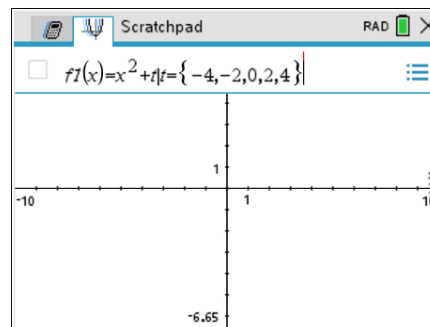 Scratchpad RAD
f1(x)=x²+t|t={-4,-2,0,2,4}
1
-10 1
-6.65